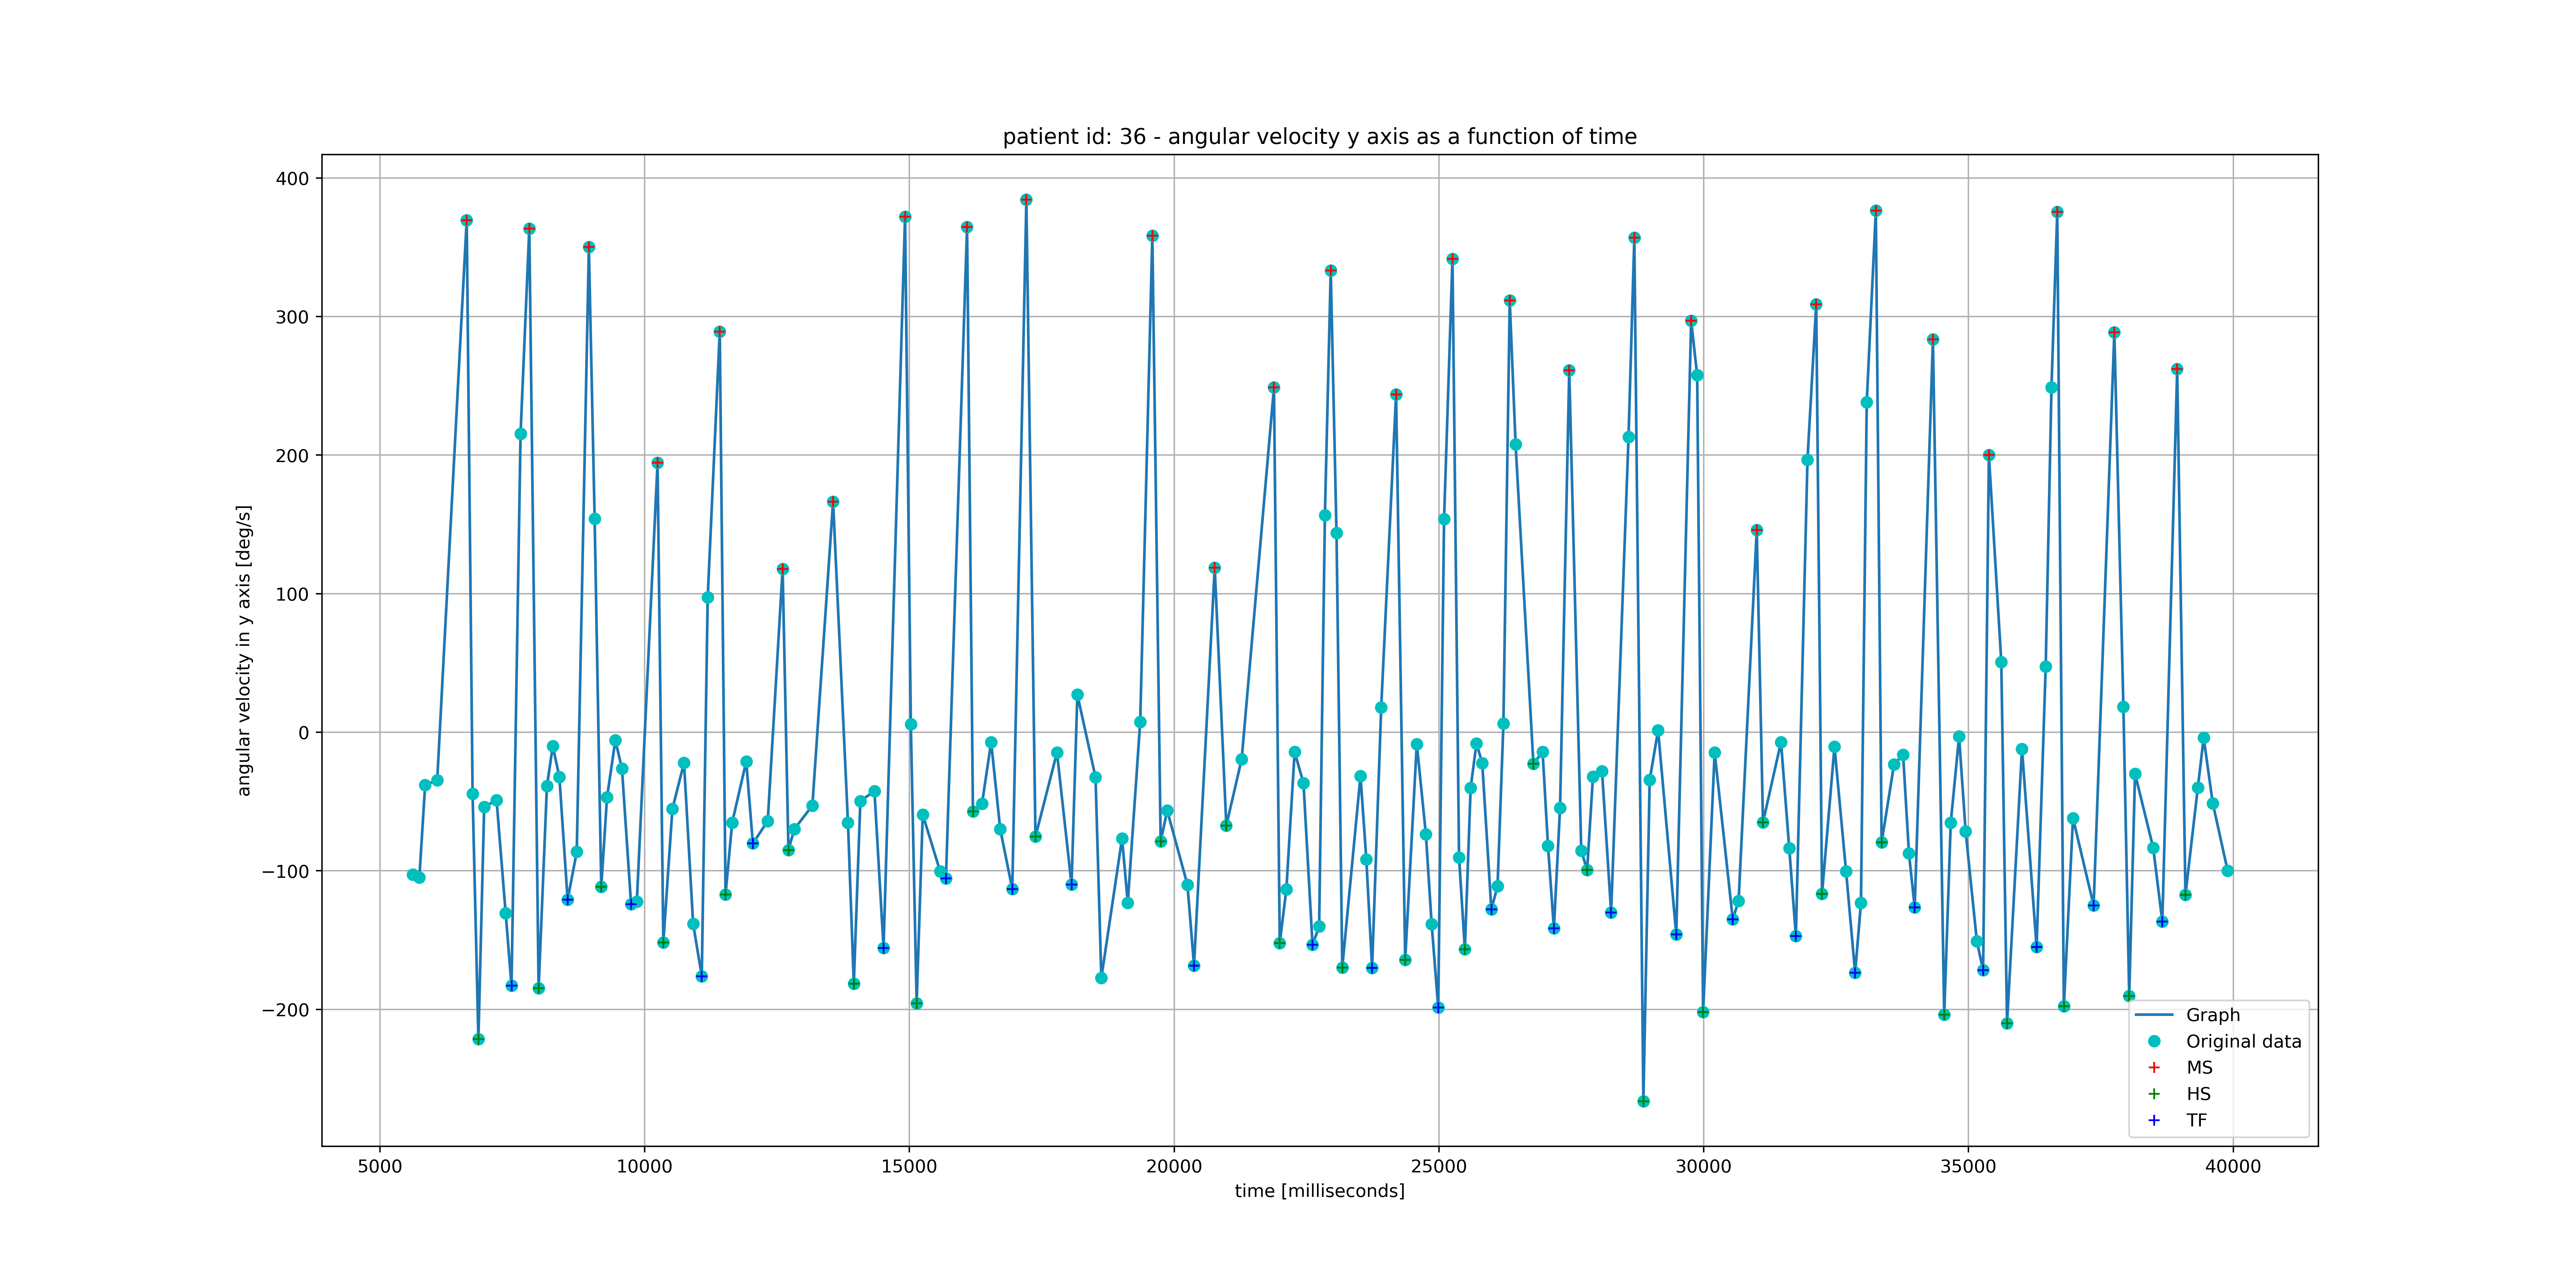 patient id: 36 - angular velocity y axis as a function of time
angular velocity in y axis [deg/s]
400
300
200
100
0
−100
−200
5000 10000 15000 20000 25000 30000 35000 40000
time [milliseconds]
Graph
Original data
MS
HS
TF